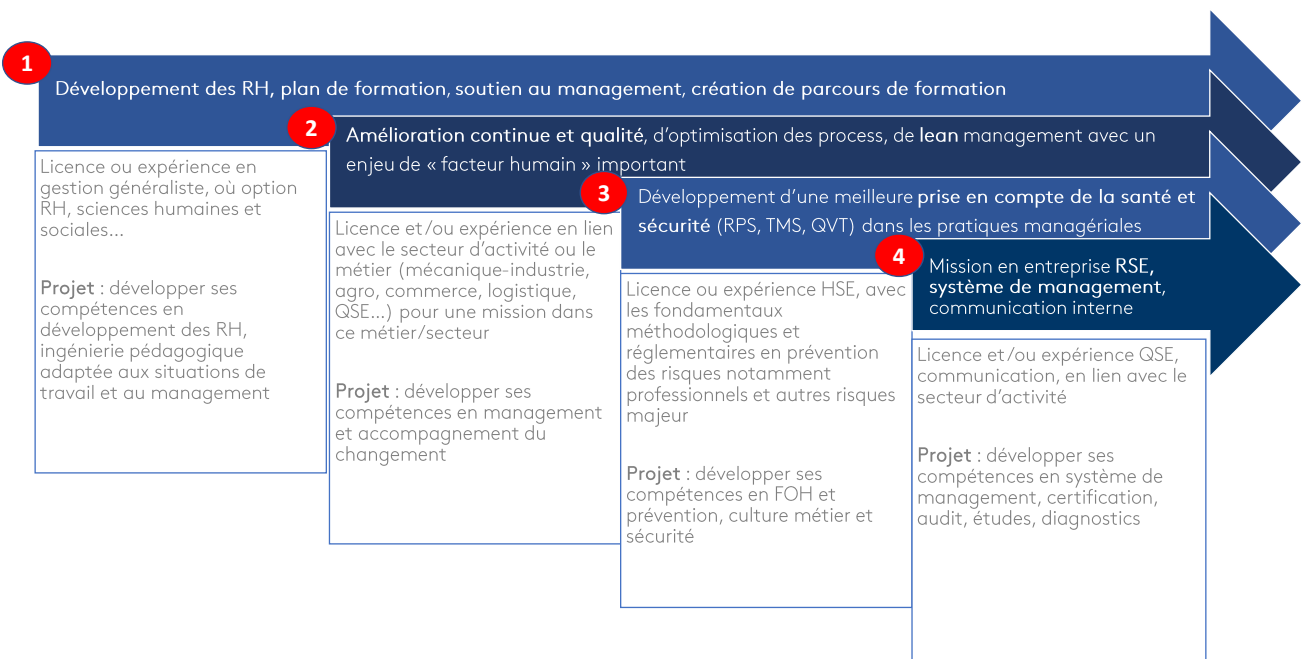 1
Développement des RH, plan de formation, soutien au management, création de parcours de formation
Licence ou expérience en
gestion généraliste, où option
RH, sciences humaines et
sociales...
Projet : développer ses
compétences en
développement des RH,
ingénierie pédagogique
adaptée aux situations de
travail et au management
2
Amélioration continue et qualité, d'optimisation des process, de lean management avec un
enjeu de « facteur humain » important
Licence et/ou expérience en lien
avec le secteur d'activité ou le
métier (mécanique-industrie,
agro, commerce, logistique,
QSE...) pour une mission dans
ce métier/secteur
Projet : développer ses
compétences en management
et accompagnement du
changement
3
Développement d'une meilleure prise en compte de la santé et
sécurité (RPS, TMS, QVT) dans les pratiques managériales
Licence ou expérience HSE, avec
les fondamentaux
méthodologiques et
réglementaires en prévention
des risques notamment
professionnels et autres risques
majeur
Projet : développer ses
compétences en FOH et
prévention, culture métier et
sécurité
4
Mission en entreprise RSE,
système de management,
communication interne
Licence et/ou expérience QSE,
communication, en lien avec le
secteur d'activité
Projet : développer ses
compétences en système de
management, certification,
audit, études, diagnostics